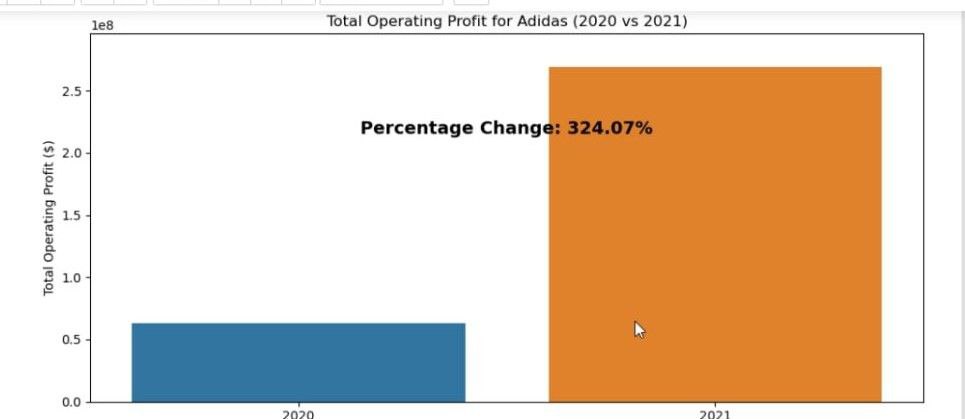 Total Operating Profit for Adidas (2020 vs 2021)
1e8
2.5
Percentage Change: 324.07%
2.0
1.5
1.0
0.5
0.0
Total Operating Profit ($)
2020
2021